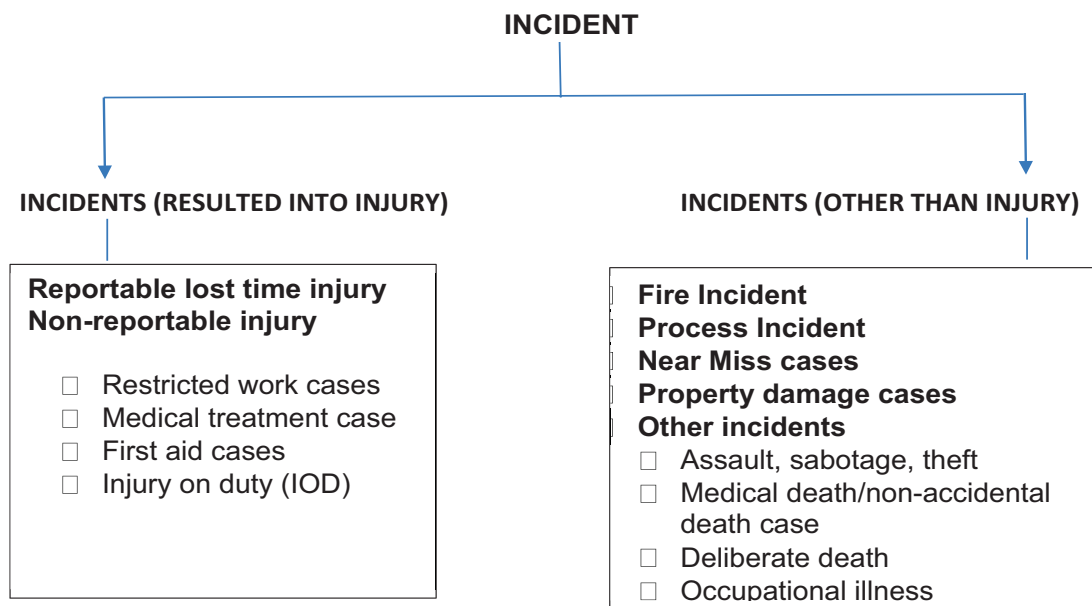 INCIDENT
INCIDENTS (RESULTED INTO INJURY)
Reportable lost time injury
Non-reportable injury
Restricted work cases
Medical treatment case
First aid cases
Injury on duty (IOD)
INCIDENTS (OTHER THAN INJURY)
Fire Incident
Process Incident
Near Miss cases
Property damage cases
Other incidents
Assault, sabotage, theft
Medical death/non-accidental
death case
Deliberate death
Occupational illness